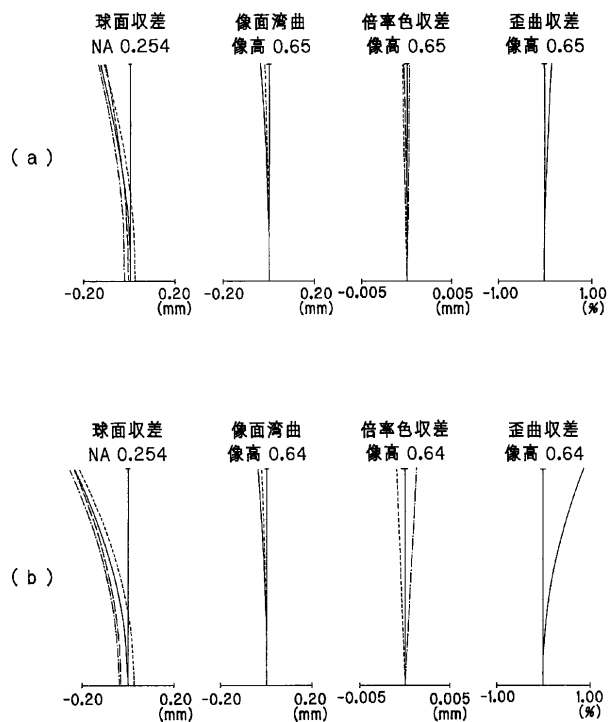 球面収差 像面湾曲 倍率色収差 歪曲収差
NA 0.254 像高 0.65 像高 0.65 像高 0.65
(a)
-0.20 0.20 -0.20 0.20 -0.005 0.005 -1.00 1.00
(mm) (mm) (mm) (%)
球面収差 像面湾曲 倍率色収差 歪曲収差
NA 0.254 像高 0.64 像高 0.64 像高 0.64
(b)
-0.20 0.20 -0.20 0.20 -0.005 0.005 -1.00 1.00
(mm) (mm) (mm) (%)